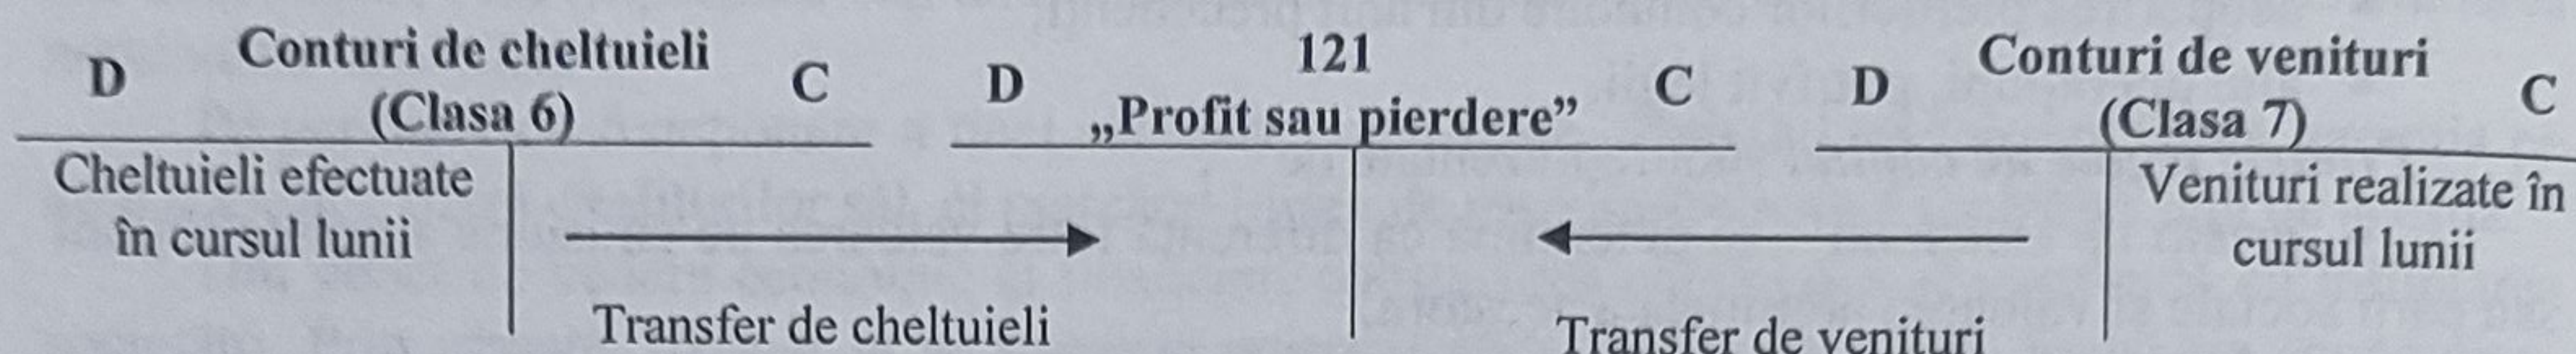 D Conturi de cheltuieli C
(Clasa 6)
Cheltuieli efectuate
în cursul lunii
Transfer de cheltuieli
D 121 C
„Profit sau pierdere”
D Conturi de venituri C
(Clasa 7)
Venituri realizate în
cursul lunii
Transfer de venituri